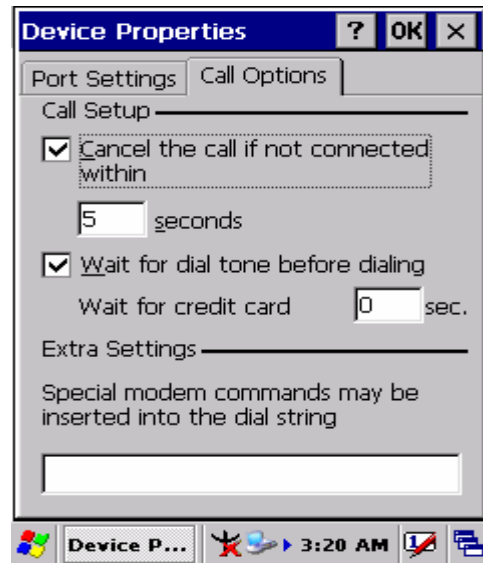 Device Properties ? OK ×
Port Settings Call Options
Call Setup
Cancel the call if not connected
within
5 seconds
Wait for dial tone before dialing
Wait for credit card 0 sec.
Extra Settings
Special modem commands may be
inserted into the dial string
Device P... 3:20 AM 1